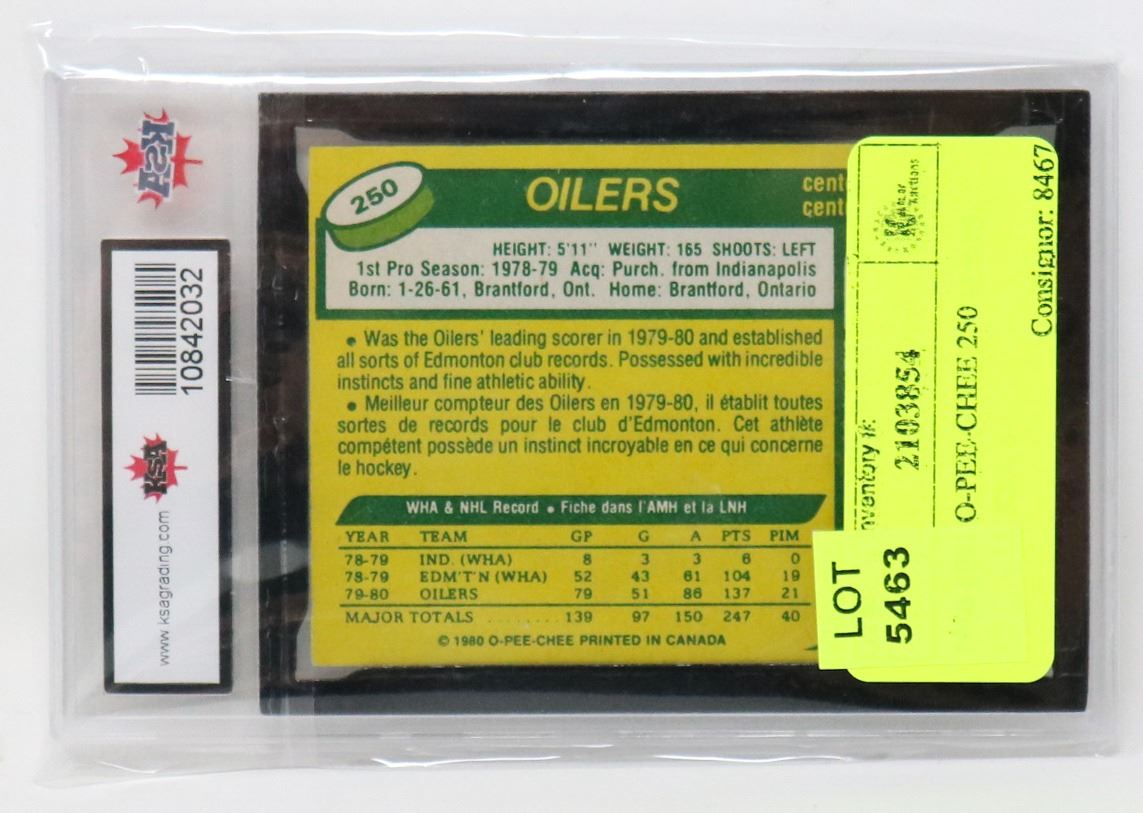 KSA
10842032
KSA
www.ksagrading.com
250
OILERS
cent
cent
HEIGHT: 5'11" WEIGHT: 165 SHOOTS: LEFT
1st Pro Season: 1978-79 Acq: Purch. from Indianapolis
Born: 1-26-61, Brantford, Ont. Home: Brantford, Ontario
• Was the Oilers' leading scorer in 1979-80 and established
all sorts of Edmonton club records. Possessed with incredible
instincts and fine athletic ability.
• Meilleur compteur des Oilers en 1979-80, il établit toutes
sortes de records pour le club d'Edmonton. Cet athlète
compétent possède un instinct incroyable en ce qui concerne
le hockey.
WHA & NHL Record • Fiche dans l'AMH et la LNH
YEAR TEAM GP G A PTS PIM
78-79 IND. (WHA) 8 3 3 6 0
78-79 EDM'T'N (WHA) 52 43 61 104 19
79-80 OILERS 79 51 86 137 21
MAJOR TOTALS ......... 139 97 150 247 40
© 1980 O-PEE-CHEE PRINTED IN CANADA
nventory #:
2103854
O-PEE-CHEE 250
Consignor: 8467
LOT
5463